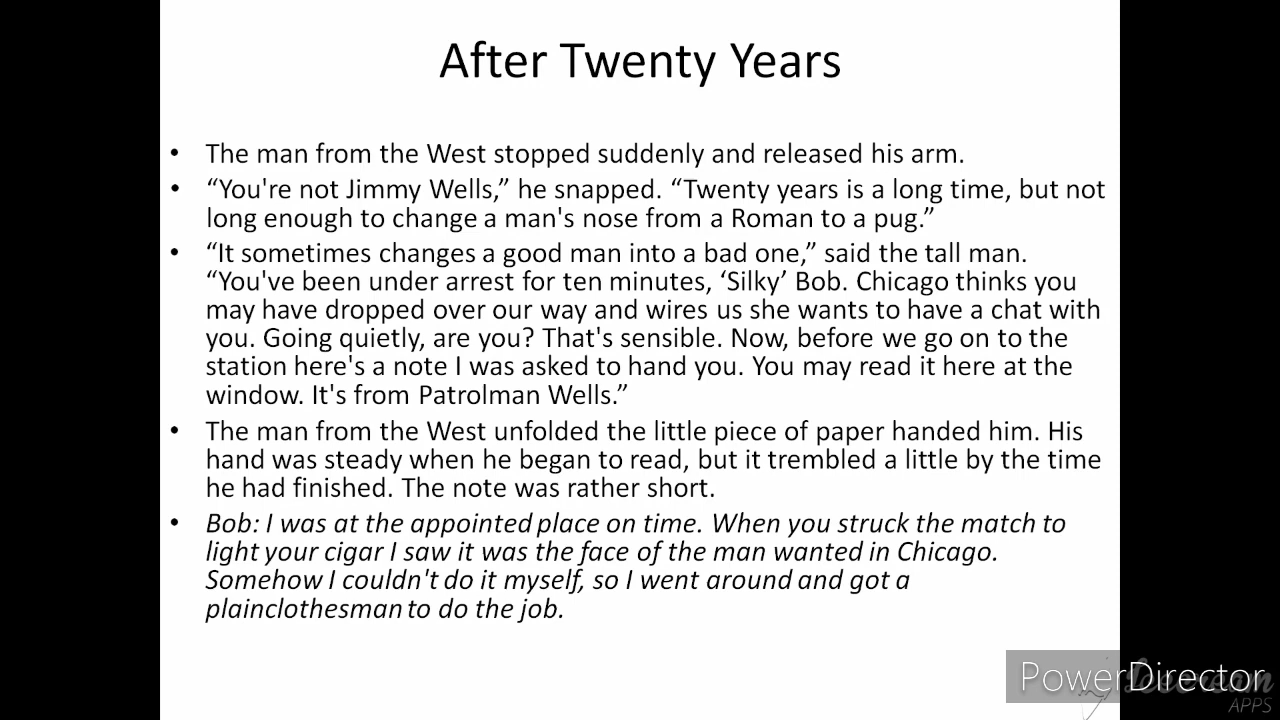 After Twenty Years
• The man from the West stopped suddenly and released his arm.
• “You're not Jimmy Wells,” he snapped. “Twenty years is a long time, but not
long enough to change a man's nose from a Roman to a pug.”
• “It sometimes changes a good man into a bad one,” said the tall man.
“You've been under arrest for ten minutes, ‘Silky’ Bob. Chicago thinks you
may have dropped over our way and wires us she wants to have a chat with
you. Going quietly, are you? That's sensible. Now, before we go on to the
station here's a note I was asked to hand you. You may read it here at the
window. It's from Patrolman Wells.”
• The man from the West unfolded the little piece of paper handed him. His
hand was steady when he began to read, but it trembled a little by the time
he had finished. The note was rather short.
• Bob: I was at the appointed place on time. When you struck the match to
light your cigar I saw it was the face of the man wanted in Chicago.
Somehow I couldn't do it myself, so I went around and got a
plainclothesman to do the job.
PowerDirector
APPS